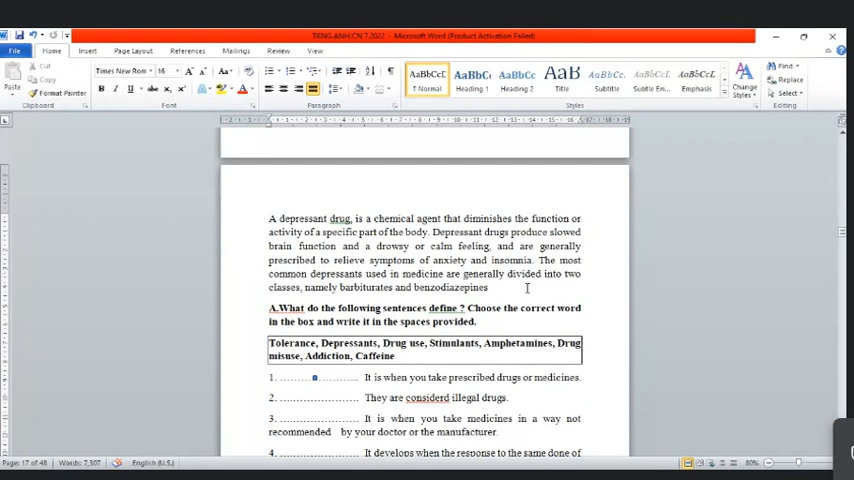 TIENG.ANH.CN 7.2022 - Microsoft Word (Product Activation Failed)
File Home Insert Page Layout References Mailings Review View
Cut
Copy
Format Painter
Paste
Clipboard
Times New Rom 16
Font
Paragraph
AaBbCcI AaBbCc AaBbCc AaB AaBbCc. AaBbCc. AaBbCc.
¶ Normal Heading 1 Heading 2 Title Subtitle Subtle Em... Emphasis
Change Styles
Styles
Find
Replace
Select
Editing
A depressant drug, is a chemical agent that diminishes the function or
activity of a specific part of the body. Depressant drugs produce slowed
brain function and a drowsy or calm feeling, and are generally
prescribed to relieve symptoms of anxiety and insomnia. The most
common depressants used in medicine are generally divided into two
classes, namely barbiturates and benzodiazepines
A.What do the following sentences define ? Choose the correct word
in the box and write it in the spaces provided.
Tolerance, Depressants, Drug use, Stimulants, Amphetamines, Drug
misuse, Addiction, Caffeine
1. ........................ It is when you take prescribed drugs or medicines.
2. ........................ They are considerd illegal drugs.
3. ........................ It is when you take medicines in a way not
recommended by your doctor or the manufacturer.
4. ........................ It develops when the response to the same done of
Page: 17 of 48 Words: 7,307 English (U.S.) 80%